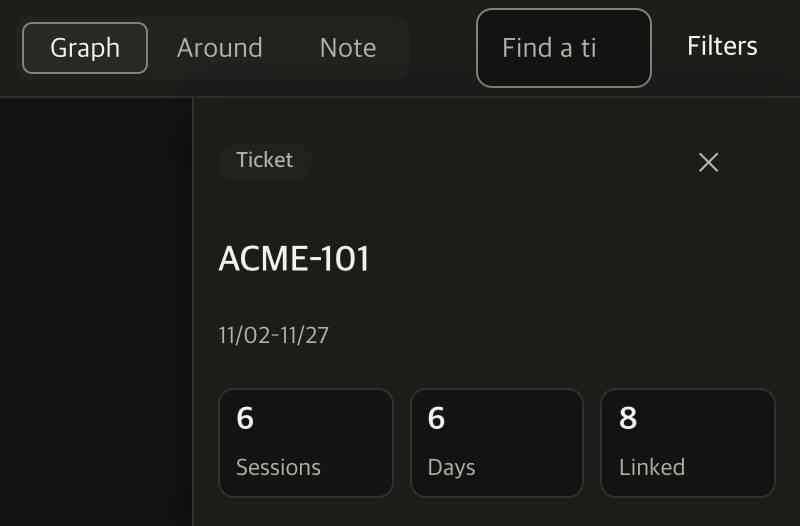 Graph Around Note Find a ti Filters
Ticket
ACME-101
11/02-11/27
6 6 8
Sessions Days Linked